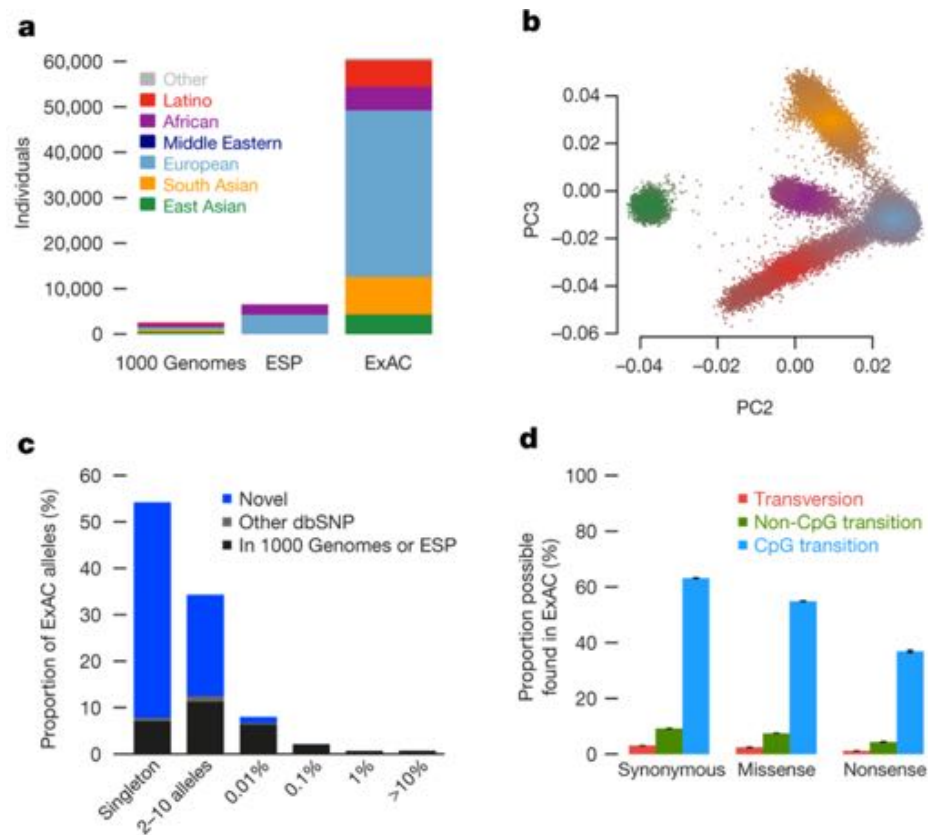 a
60,000
50,000
40,000
30,000
20,000
10,000
0
Individuals
Other
Latino
African
Middle Eastern
European
South Asian
East Asian
1000 Genomes ESP ExAC
b
0.04
0.02
0.00
−0.02
−0.04
−0.06
PC3
−0.04 −0.02 0.00 0.02
PC2
c
60
50
40
30
20
10
0
Proportion of ExAC alleles (%)
Novel
Other dbSNP
In 1000 Genomes or ESP
Singleton
2–10 alleles
0.01%
0.1%
1%
>10%
d
100
80
60
40
20
0
Proportion possible
found in ExAC (%)
Transversion
Non-CpG transition
CpG transition
Synonymous Missense Nonsense